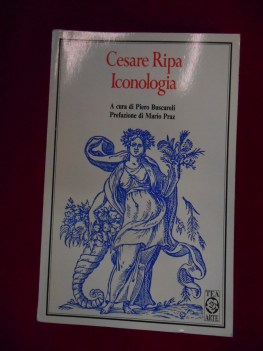 Cesare Ripa
Iconologia
A cura di Piero Buscaroli
Prefazione di Mario Praz
TEA
ARTE